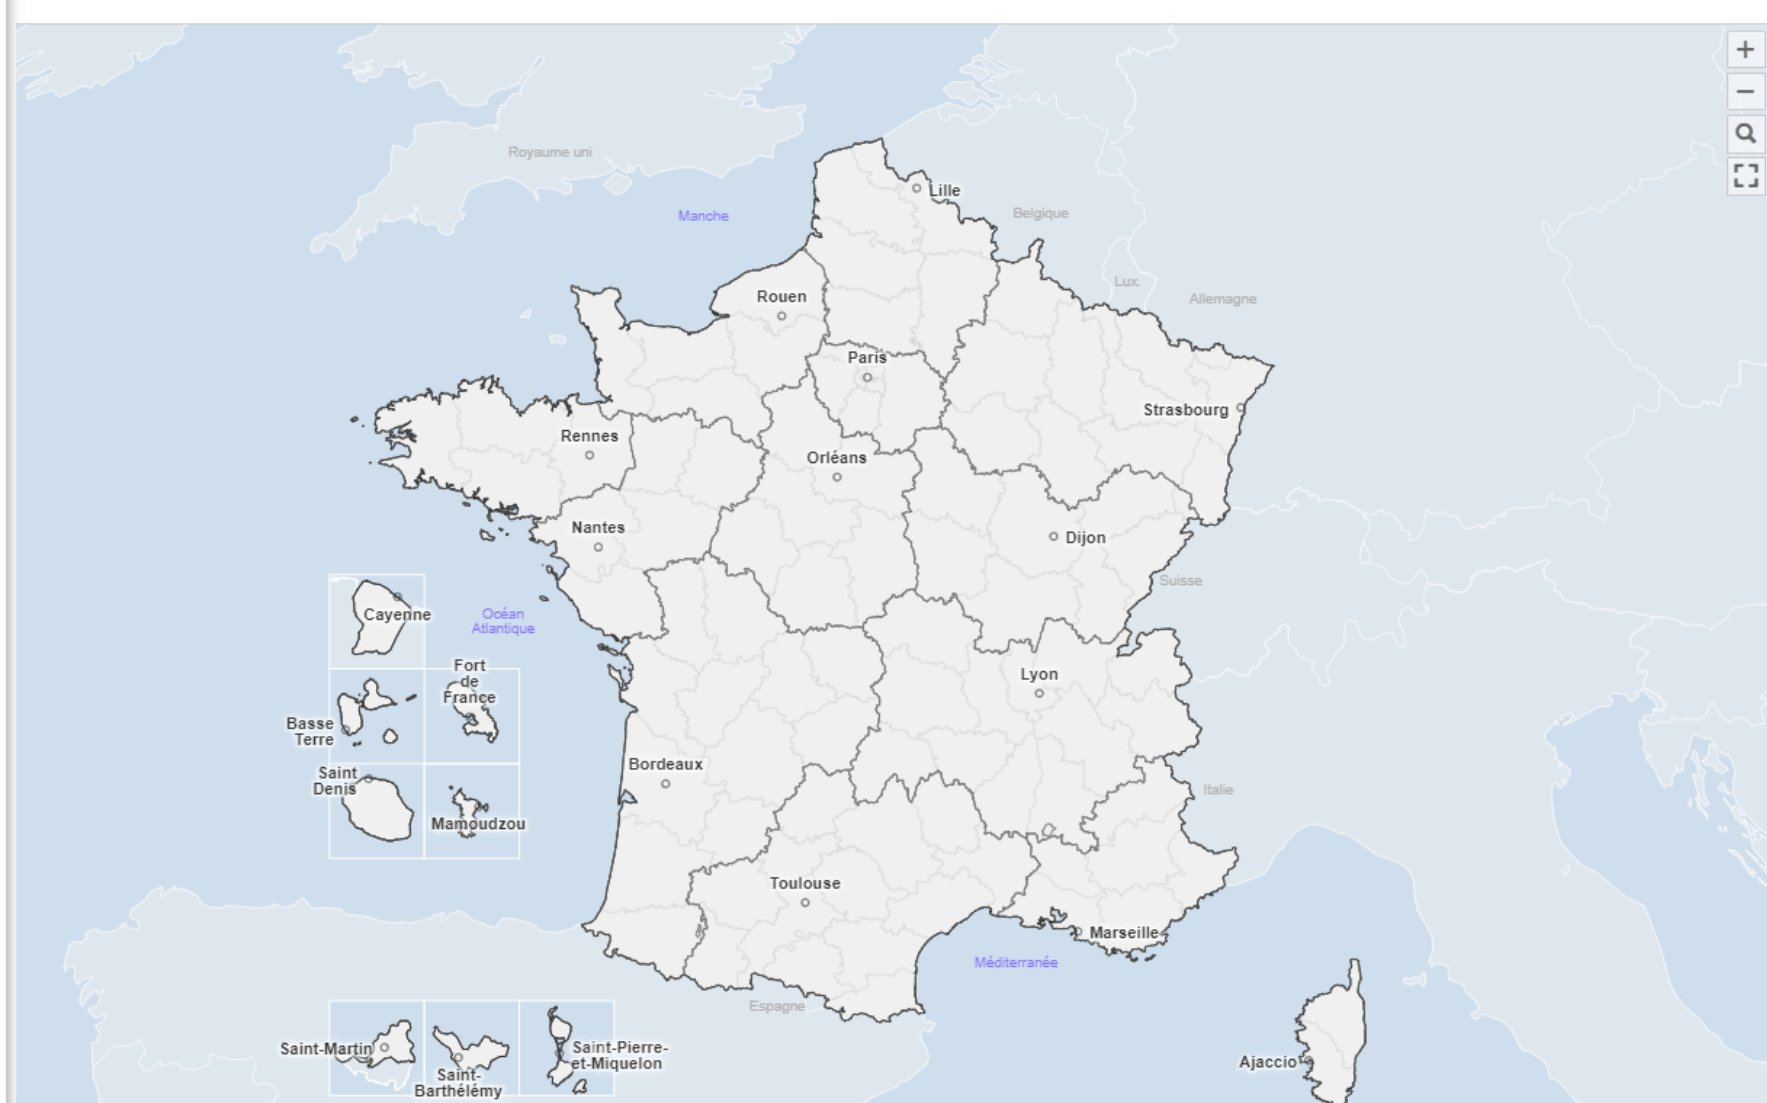 Royaume uni
Lille
Manche
Belgique
Lux.
Rouen
Allemagne
Paris
Strasbourg
Rennes
Orléans
Nantes
Dijon
Suisse
Cayenne
Océan
Atlantique
Fort
de
France
Lyon
Basse
Terre
Bordeaux
Saint
Denis
Italie
Mamoudzou
Toulouse
Marseille
Méditerranée
Espagne
Saint-Martin
Saint-Pierre-
et-Miquelon
Saint-
Barthélémy
Ajaccio